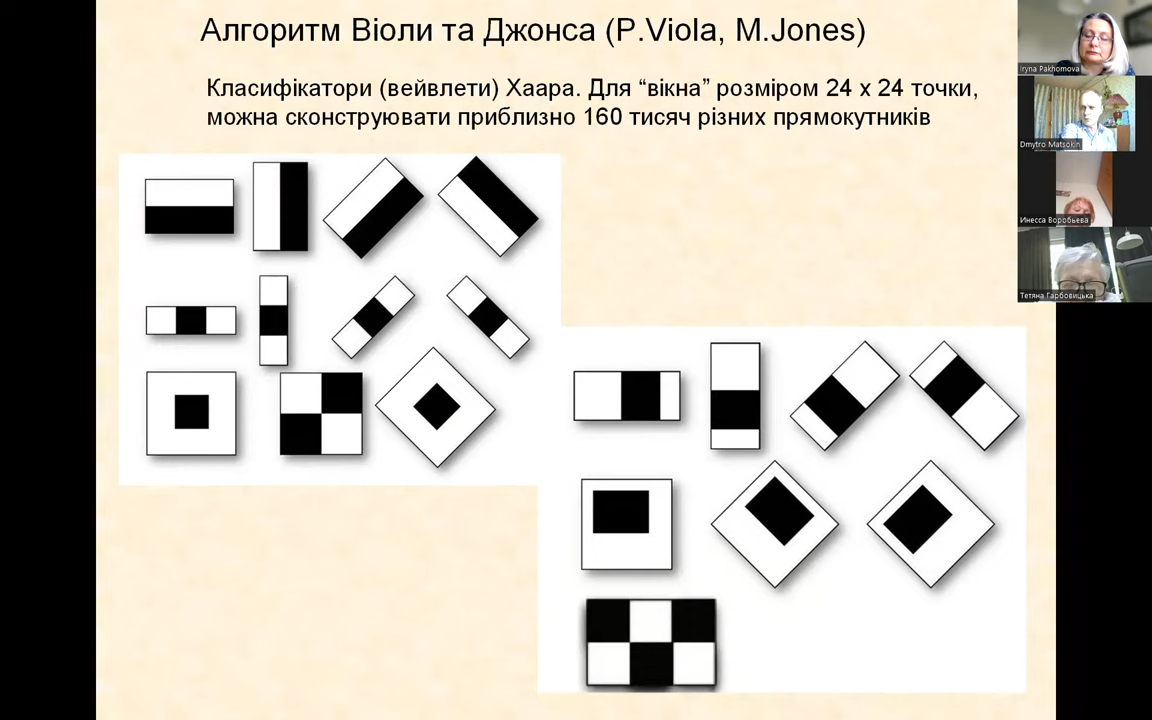 Алгоритм Віоли та Джонса (P.Viola, M.Jones)
Класифікатори (вейвлети) Хаара. Для “вікна” розміром 24 x 24 точки,
можна сконструювати приблизно 160 тисяч різних прямокутників
Iryna Pakhomova
Dmytro Matsokin
Инесса Воробьева
Тетяна Гарбовицька